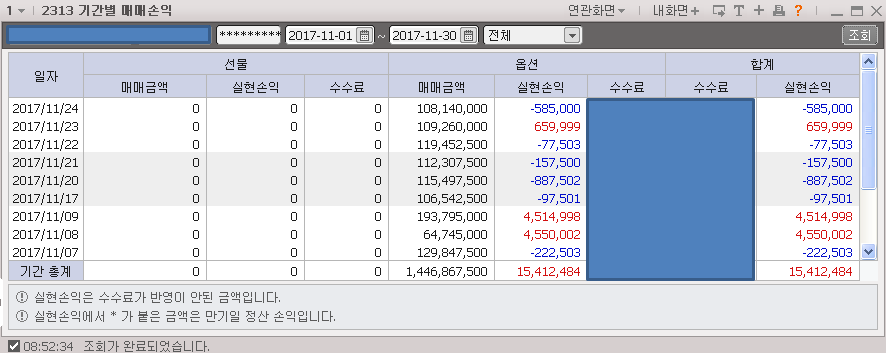 1 2313 기간별 매매손익 연관화면 내화면+ T + ?
********* 2017-11-01 ~ 2017-11-30 전체 조회
일자 선물 옵션 합계
매매금액 실현손익 수수료 매매금액 실현손익 수수료 수수료 실현손익
2017/11/24 0 0 0 108,140,000 -585,000 -585,000
2017/11/23 0 0 0 109,260,000 659,999 659,999
2017/11/22 0 0 0 119,452,500 -77,503 -77,503
2017/11/21 0 0 0 112,307,500 -157,500 -157,500
2017/11/20 0 0 0 115,497,500 -887,502 -887,502
2017/11/17 0 0 0 106,542,500 -97,501 -97,501
2017/11/09 0 0 0 193,795,000 4,514,998 4,514,998
2017/11/08 0 0 0 64,745,000 4,550,002 4,550,002
2017/11/07 0 0 0 129,847,500 -222,503 -222,503
기간 총계 0 0 0 1,446,867,500 15,412,484 15,412,484
실현손익은 수수료가 반영이 안된 금액입니다.
실현손익에서 * 가 붙은 금액은 만기일 정산 손익입니다.
08:52:34 조회가 완료되었습니다.